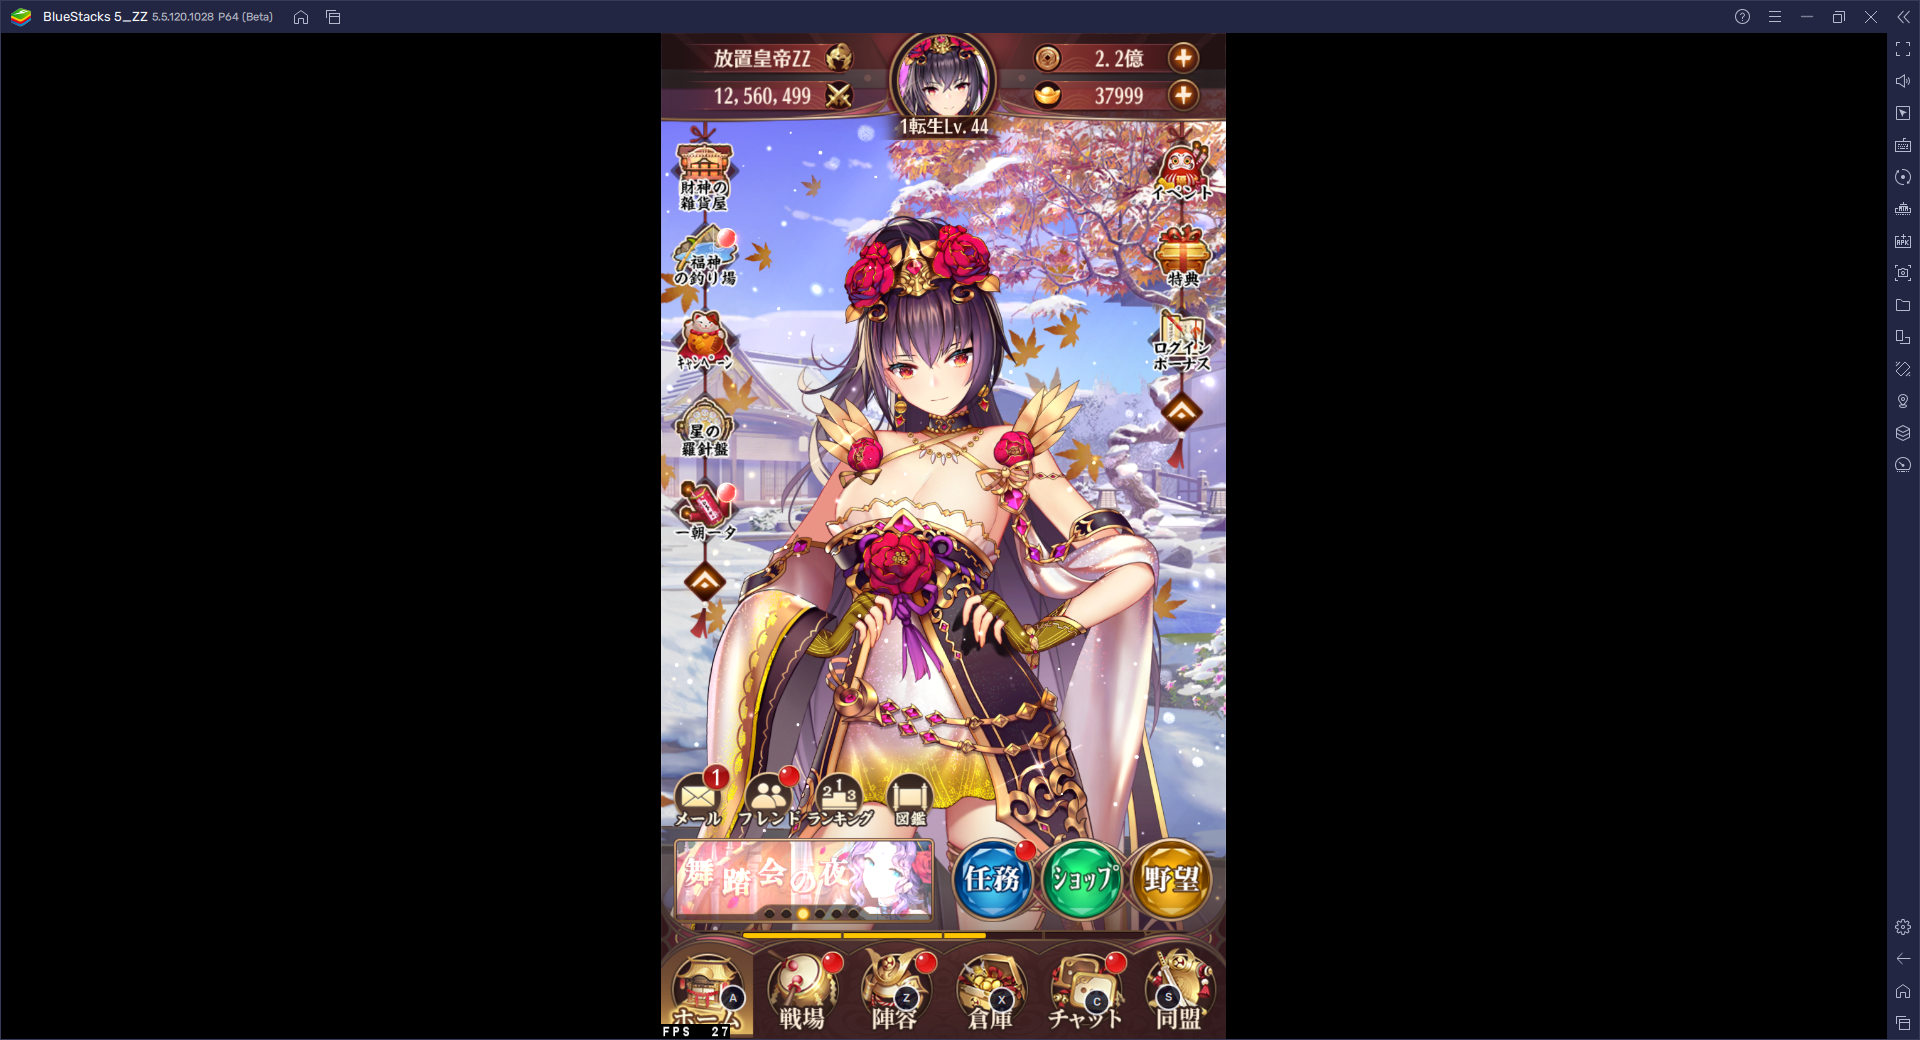 BlueStacks 5_ZZ 5.5.120.1028 P64 (Beta)
放置皇帝ZZ
2.2億
12,560,499
37999
1転生Lv.44
財神の
雑貨屋
イベント
福神
の釣り場
特典
キャンペーン
ログイン
ボーナス
星の
羅針盤
一朝一夕
1
メール
フレンド
1
2
3
ランキング
図鑑
舞踏会の夜
任務
ショップ
野望
A
Z
X
C
S
ホーム
戦場
陣容
倉庫
チャット
同盟
FPS 27